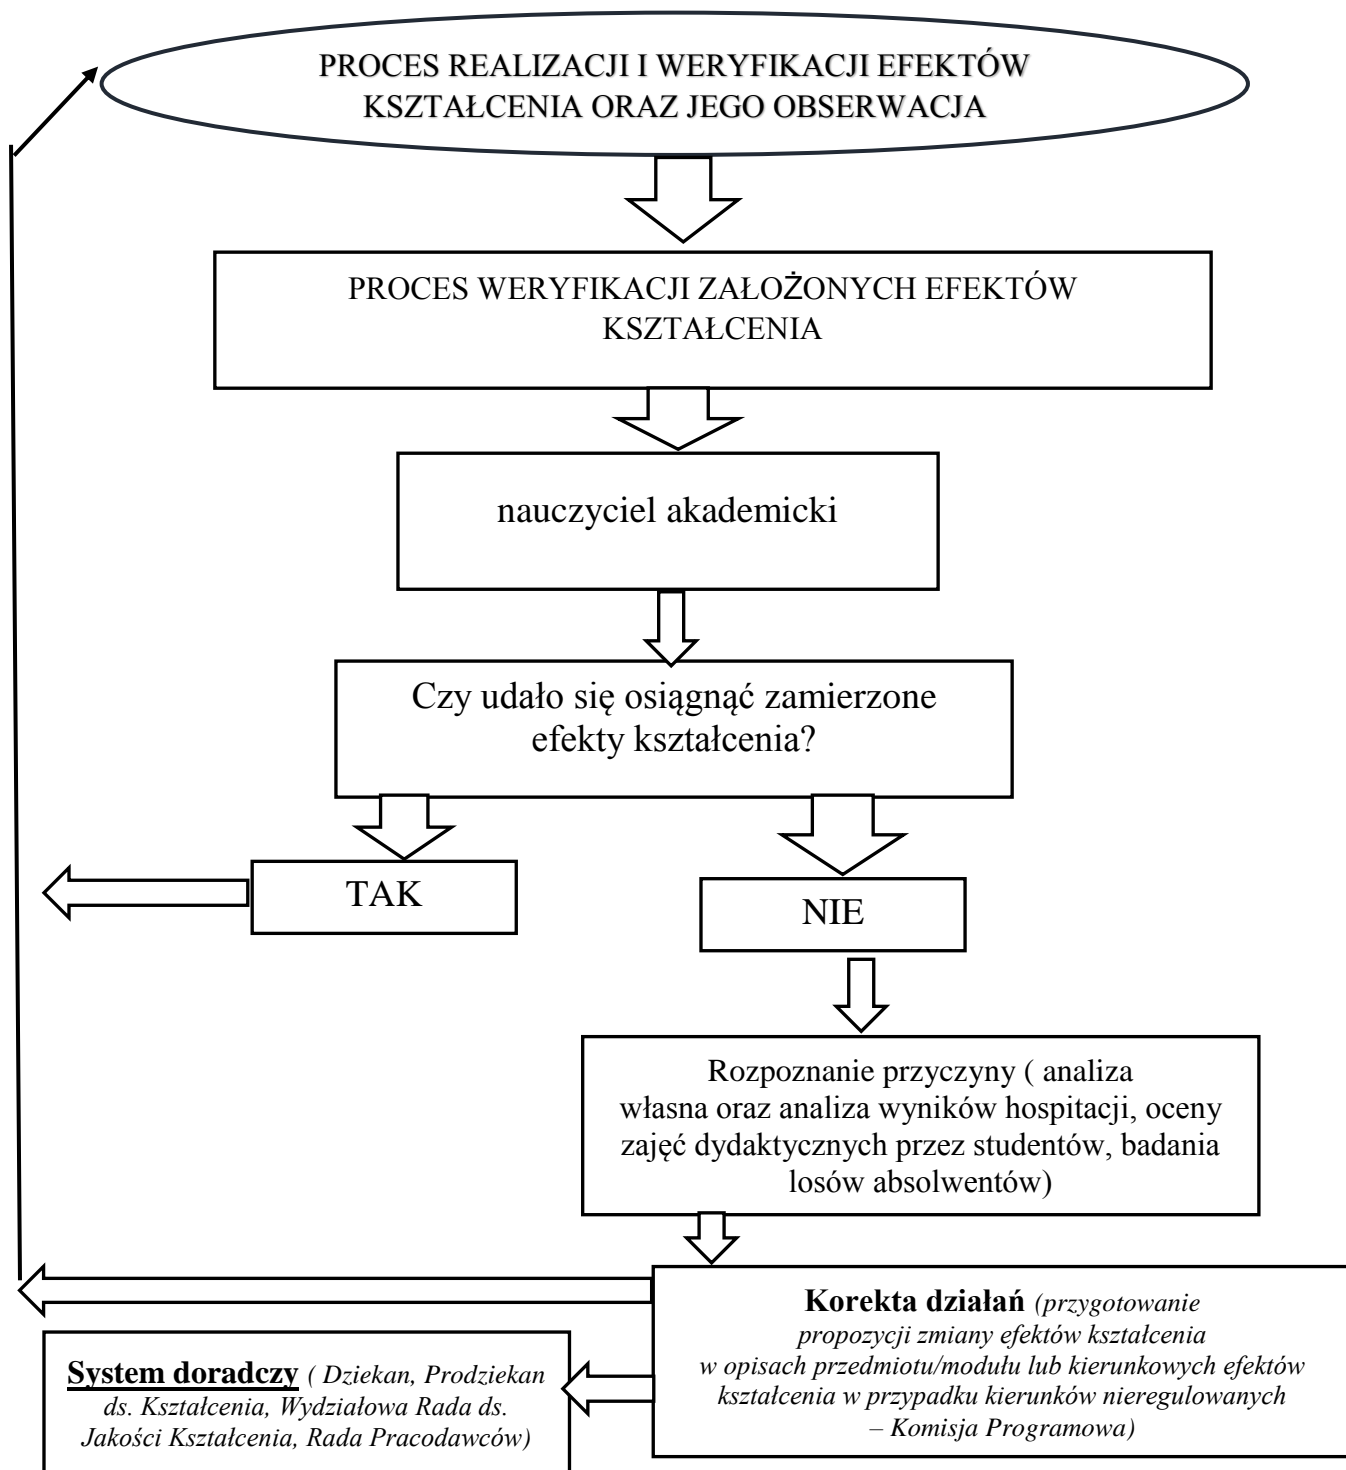 PROCES REALIZACJI I WERYFIKACJI EFEKTÓW
KSZTAŁCENIA ORAZ JEGO OBSERWACJA
PROCES WERYFIKACJI ZAŁOŻONYCH EFEKTÓW
KSZTAŁCENIA
nauczyciel akademicki
Czy udało się osiągnąć zamierzone
efekty kształcenia?
TAK
NIE
Rozpoznanie przyczyny ( analiza
własna oraz analiza wyników hospitacji, oceny
zajęć dydaktycznych przez studentów, badania
losów absolwentów)
Korekta działań (przygotowanie
propozycji zmiany efektów kształcenia
w opisach przedmiotu/modułu lub kierunkowych efektów
kształcenia w przypadku kierunków nieregulowanych
– Komisja Programowa)
System doradczy ( Dziekan, Prodziekan
ds. Kształcenia, Wydziałowa Rada ds.
Jakości Kształcenia, Rada Pracodawców)